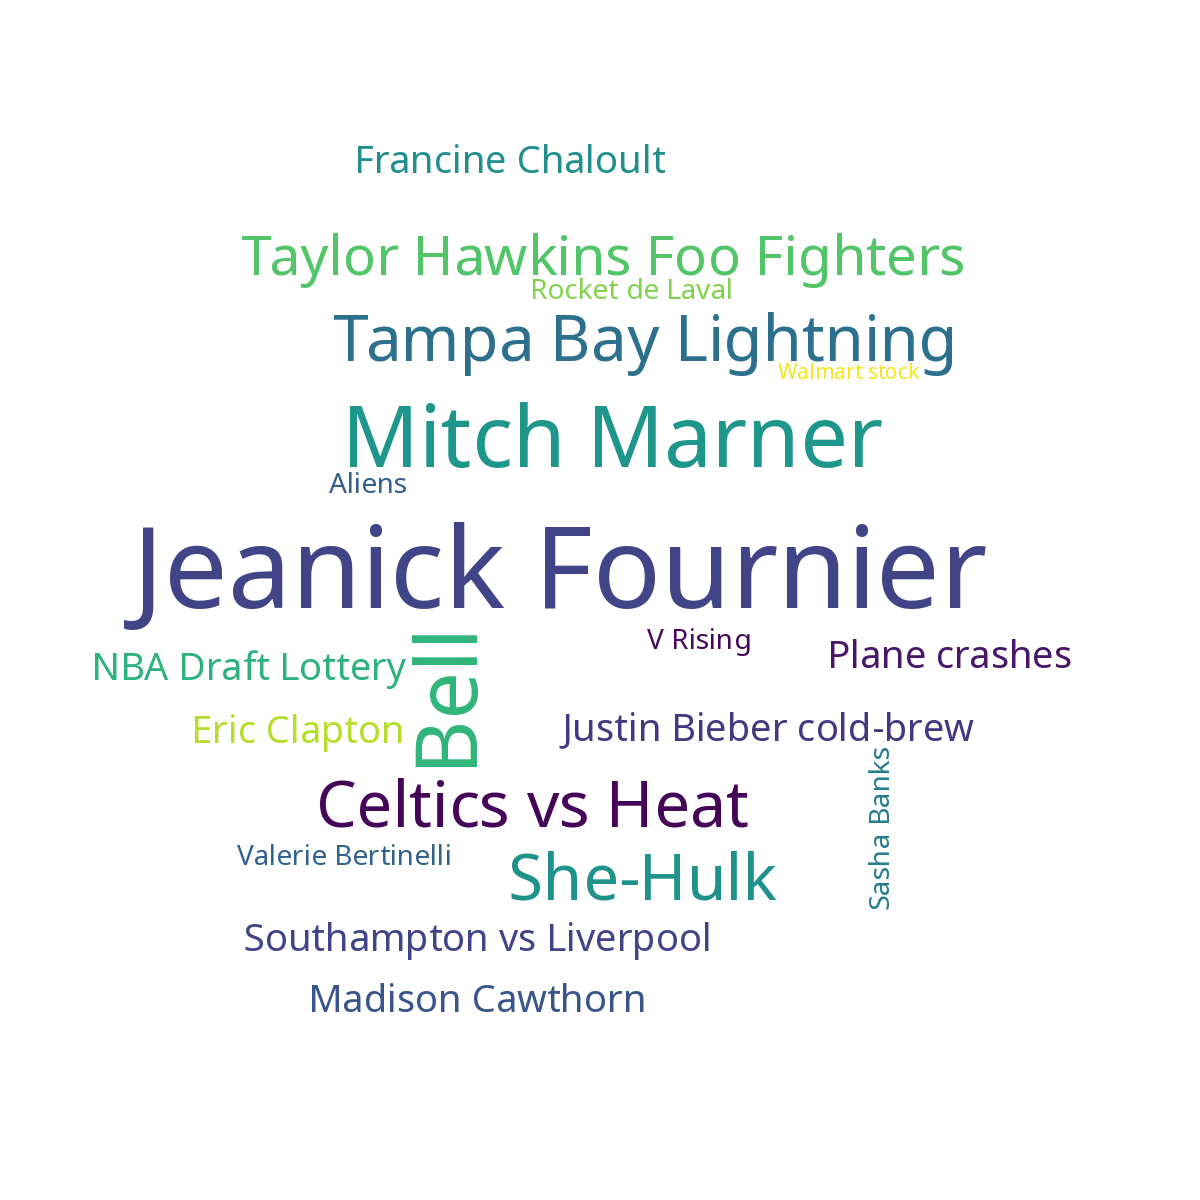 Francine Chaloult
Taylor Hawkins Foo Fighters
Rocket de Laval
Tampa Bay Lightning
Walmart stock
Mitch Marner
Aliens
Jeanick Fournier
V Rising
Plane crashes
NBA Draft Lottery
Bell
Eric Clapton
Justin Bieber cold-brew
Celtics vs Heat
Sasha Banks
Valerie Bertinelli
She-Hulk
Southampton vs Liverpool
Madison Cawthorn